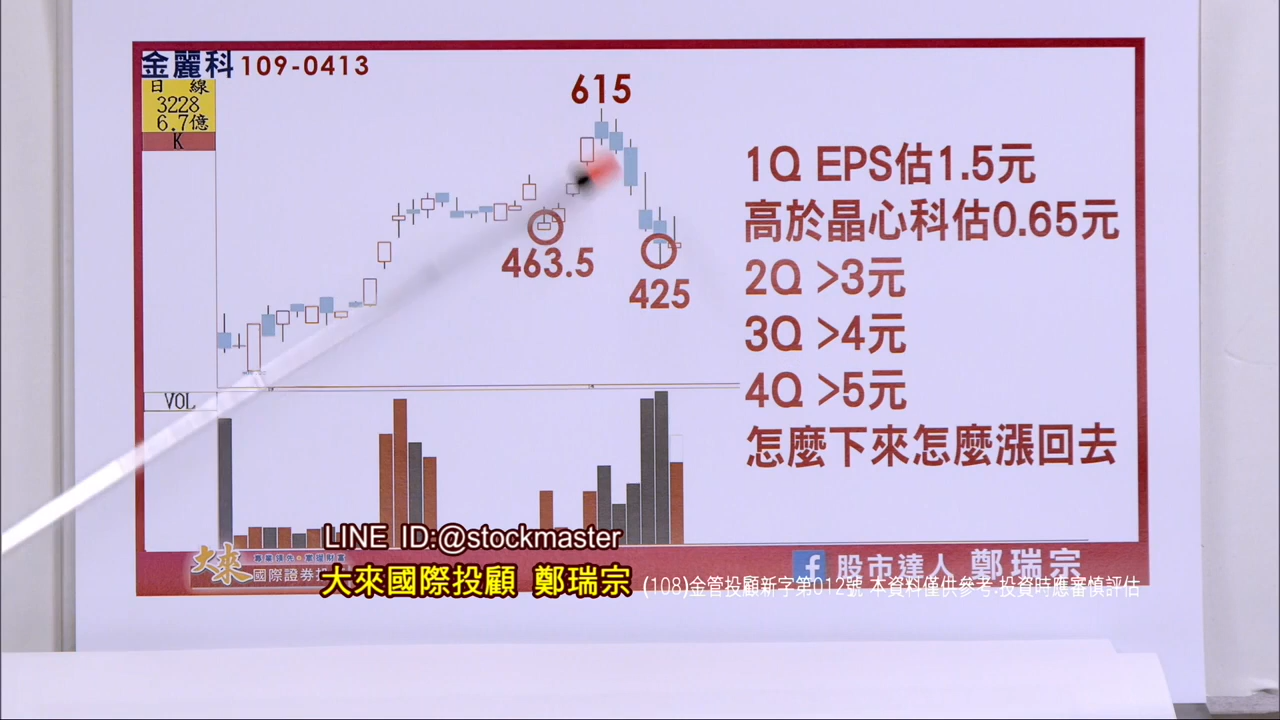 金麗科109-0413
日 線
3228
6.7億
K
615
463.5
425
1Q EPS估1.5元
高於晶心科估0.65元
2Q >3元
3Q >4元
4Q >5元
怎麼下來怎麼漲回去
VOL
LINE ID:@stockmaster
大來
國際證券投
f 股市達人 鄭瑞宗
大來國際投顧 鄭瑞宗
(108)金管投顧新字第012號 本資料僅供參考.投資時應審慎評估